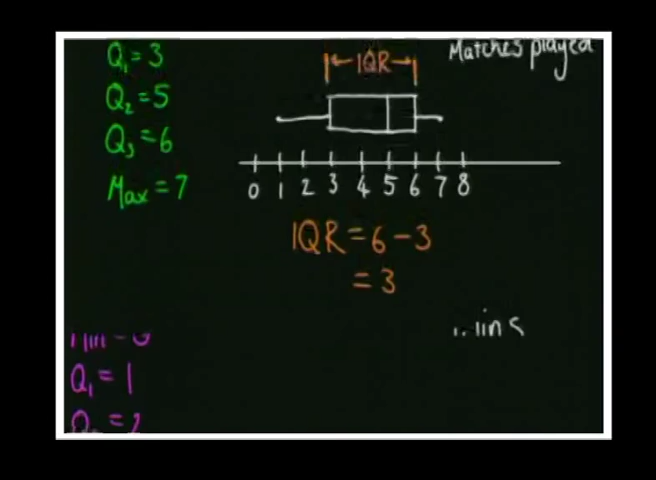 Q₁ = 3
Q₂ = 5
Q₃ = 6
Max = 7
IQR
Matches played
0 1 2 3 4 5 6 7 8
IQR = 6 - 3
= 3
Q₁ = 1